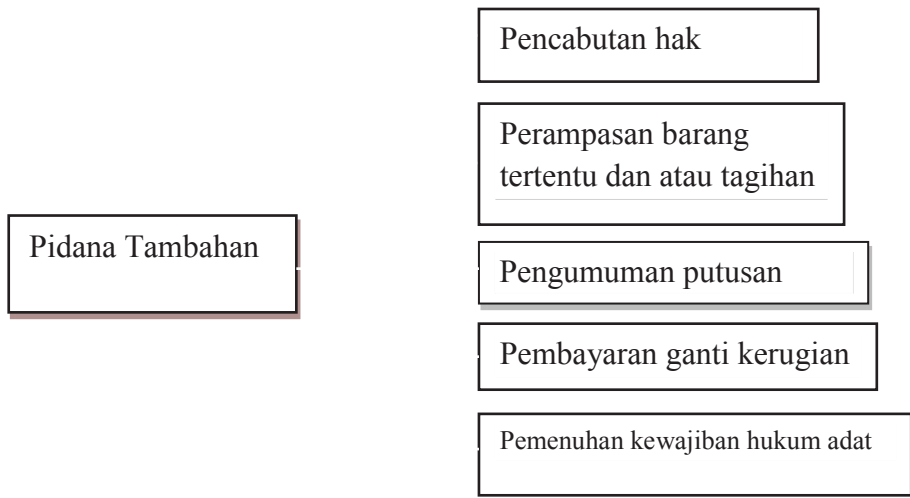 Pidana Tambahan
Pencabutan hak
Perampasan barang
tertentu dan atau tagihan
Pengumuman putusan
Pembayaran ganti kerugian
Pemenuhan kewajiban hukum adat